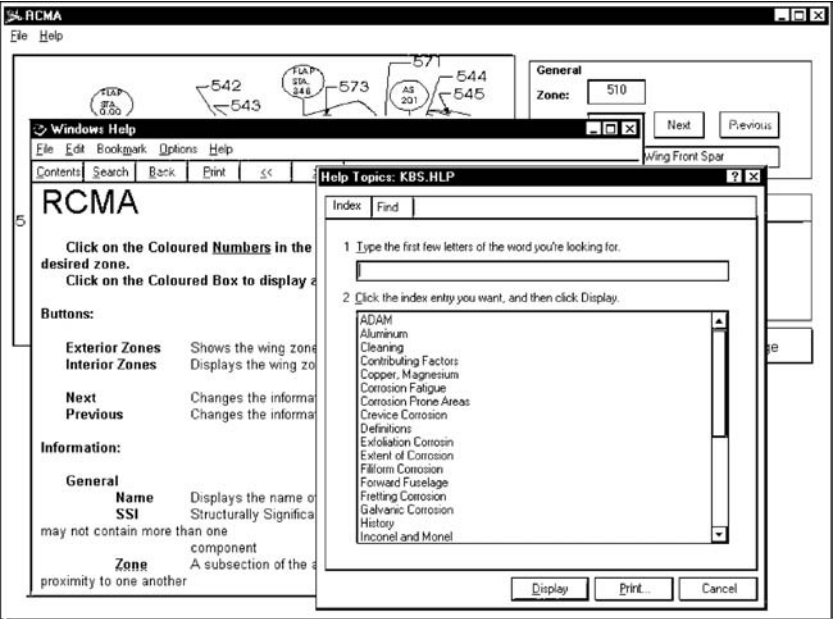 RCMA
File Help
571
542
543
573
544
545
FLAP
STA.
0.00
FLAP
STA.
348
AS
201
General
Zone: 510
Next Previous
Wing Front Spar
5
ge
Windows Help
File Edit Bookmark Options Help
Contents Search Back Print <<
RCMA
Click on the Coloured Numbers in the
desired zone.
Click on the Coloured Box to display a
Buttons:
Exterior Zones Shows the wing zone
Interior Zones Displays the wing zo
Next Changes the informa
Previous Changes the informa
Information:
General
Name Displays the name o
SSI Structurally Significa
may not contain more than one
component
Zone A subsection of the a
proximity to one another
Help Topics: KBS.HLP
Index Find
1 Type the first few letters of the word you're looking for.
2 Click the index entry you want, and then click Display.
ADAM
Aluminum
Cleaning
Contributing Factors
Copper, Magnesium
Corrosion Fatigue
Corrosion Prone Areas
Crevice Corrosion
Definitions
Exfoliation Corrosin
Extent of Corrosion
Filiform Corrosion
Forward Fuselage
Fretting Corrosion
Galvanic Corrosion
History
Inconel and Monel
Display Print... Cancel